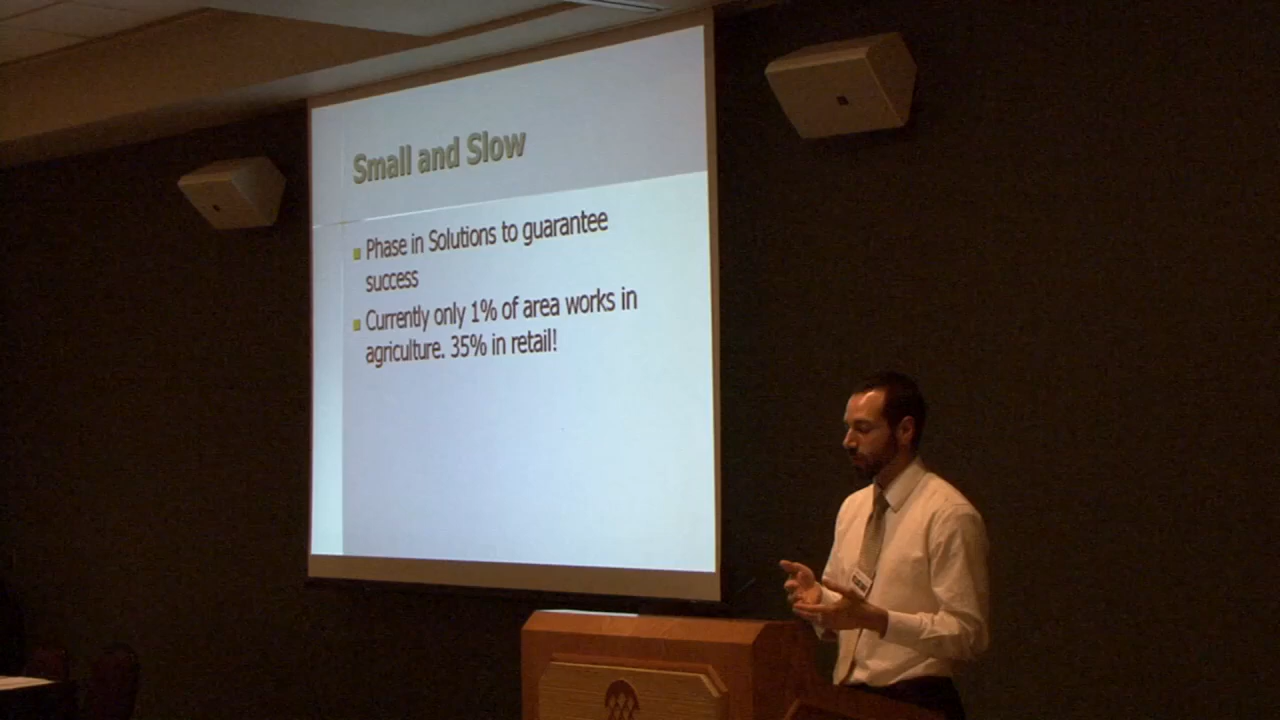 Small and Slow
Phase in Solutions to guarantee
success
Currently only 1% of area works in
agriculture. 35% in retail!